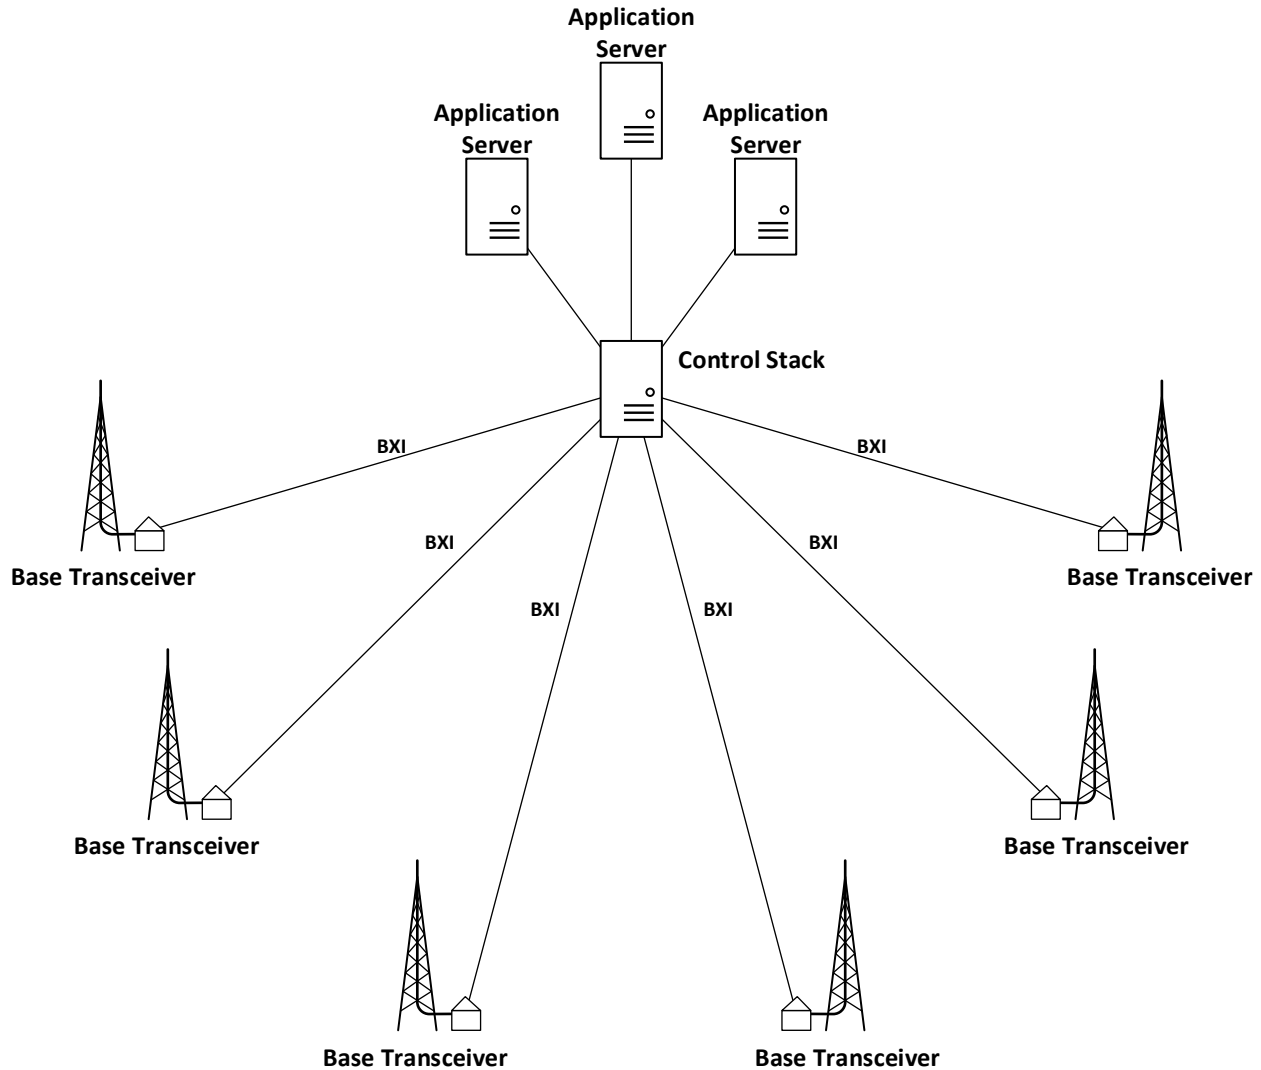 Application
Server
Application
Server
Application
Server
Control Stack
BXI
BXI
BXI
BXI
BXI
BXI
Base Transceiver
Base Transceiver
Base Transceiver
Base Transceiver
Base Transceiver
Base Transceiver